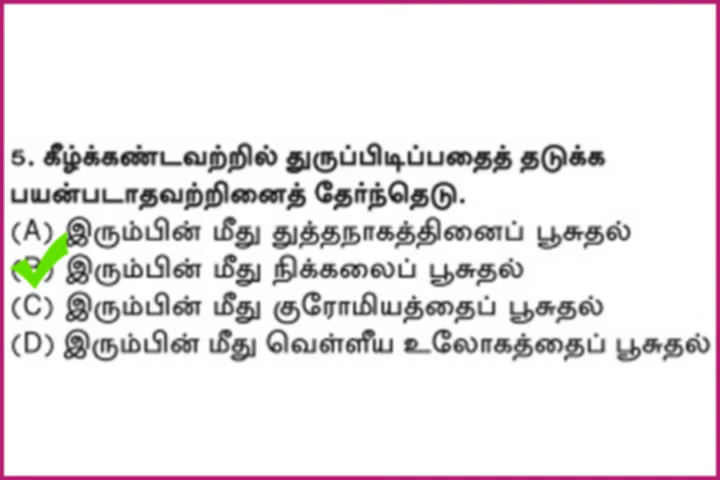 5. கீழ்க்கண்டவற்றில் துருப்பிடிப்பதைத் தடுக்க
பயன்படாதவற்றினைத் தேர்ந்தெடு.
(A) இரும்பின் மீது துத்தநாகத்தினைப் பூசுதல்
(B) இரும்பின் மீது நிக்கலைப் பூசுதல்
(C) இரும்பின் மீது குரோமியத்தைப் பூசுதல்
(D) இரும்பின் மீது வெள்ளீய உலோகத்தைப் பூசுதல்